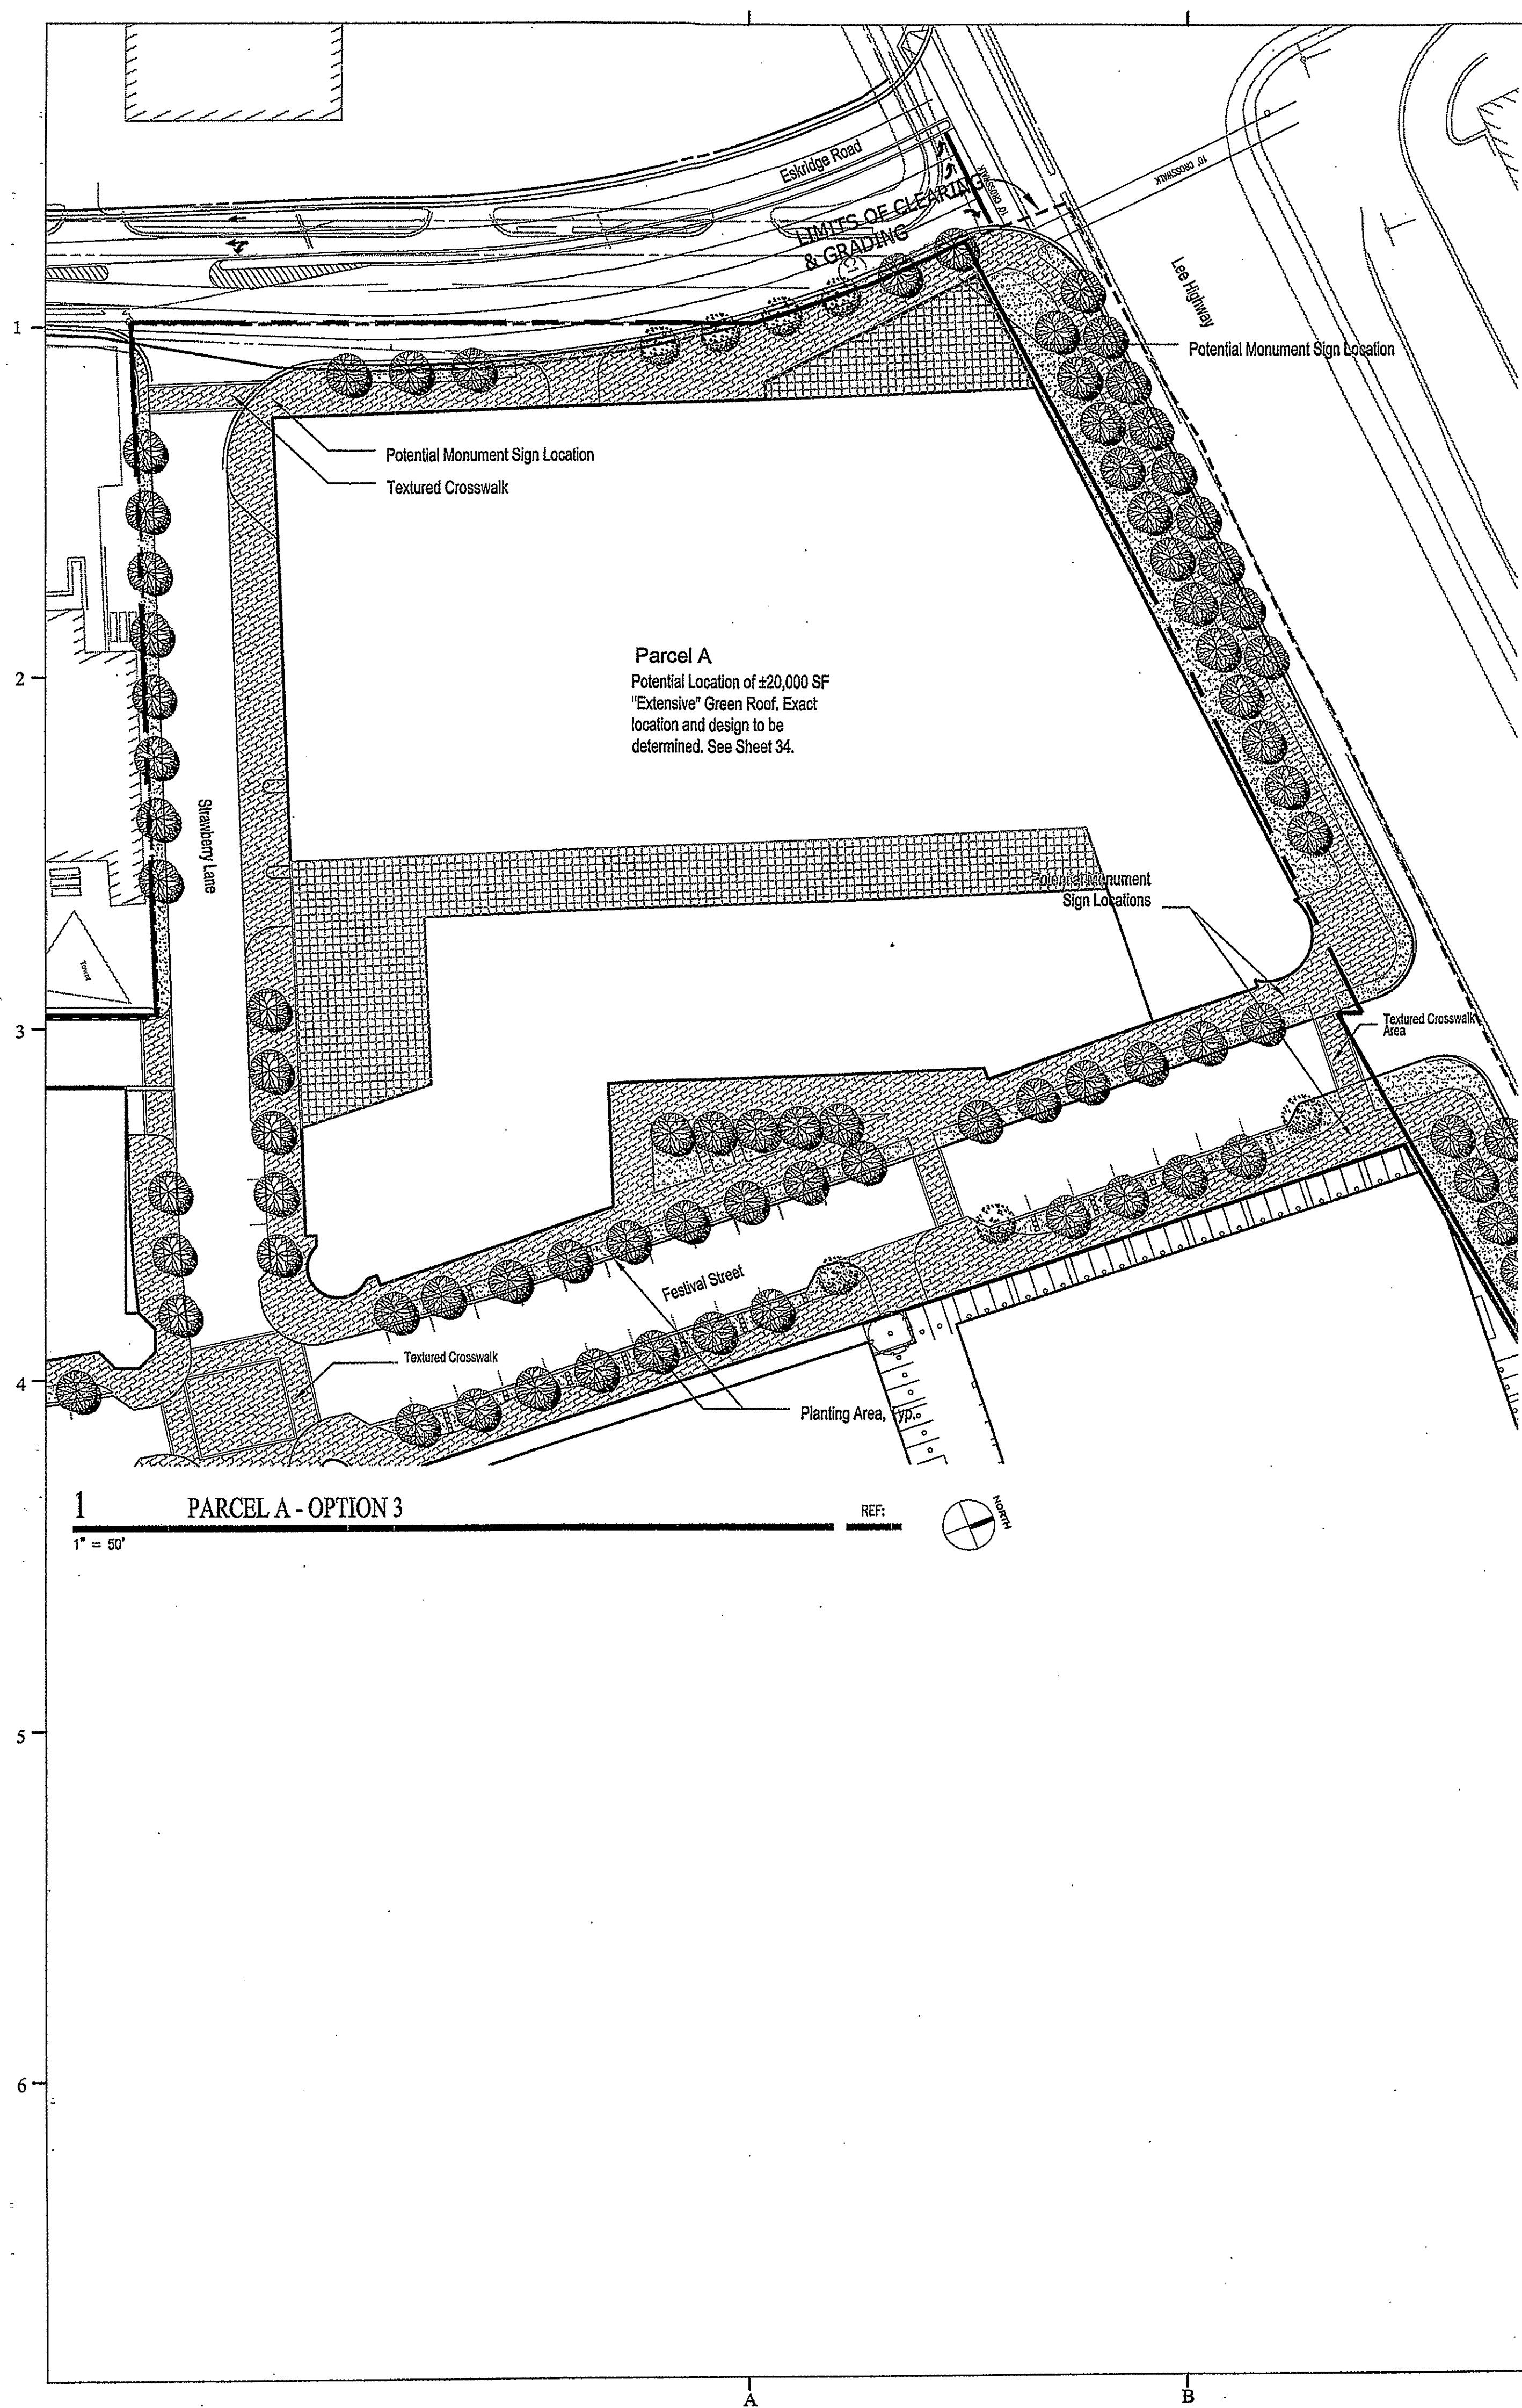 Eskridge Road
10' CROSSWALK
10' CROSSWALK
LIMITS OF CLEARING
& GRADING
Lee Highway
1
Potential Monument Sign Location
Potential Monument Sign Location
Textured Crosswalk
2
Parcel A
Potential Location of ±20,000 SF
"Extensive" Green Roof. Exact
location and design to be
determined. See Sheet 34.
Strawberry Lane
Potential Monument
Sign Locations
Tower
3
Textured Crosswalk
Area
Festival Street
Textured Crosswalk
4
Planting Area, Typ.
1
PARCEL A - OPTION 3
REF:
NORTH
1" = 50'
5
6
A
B